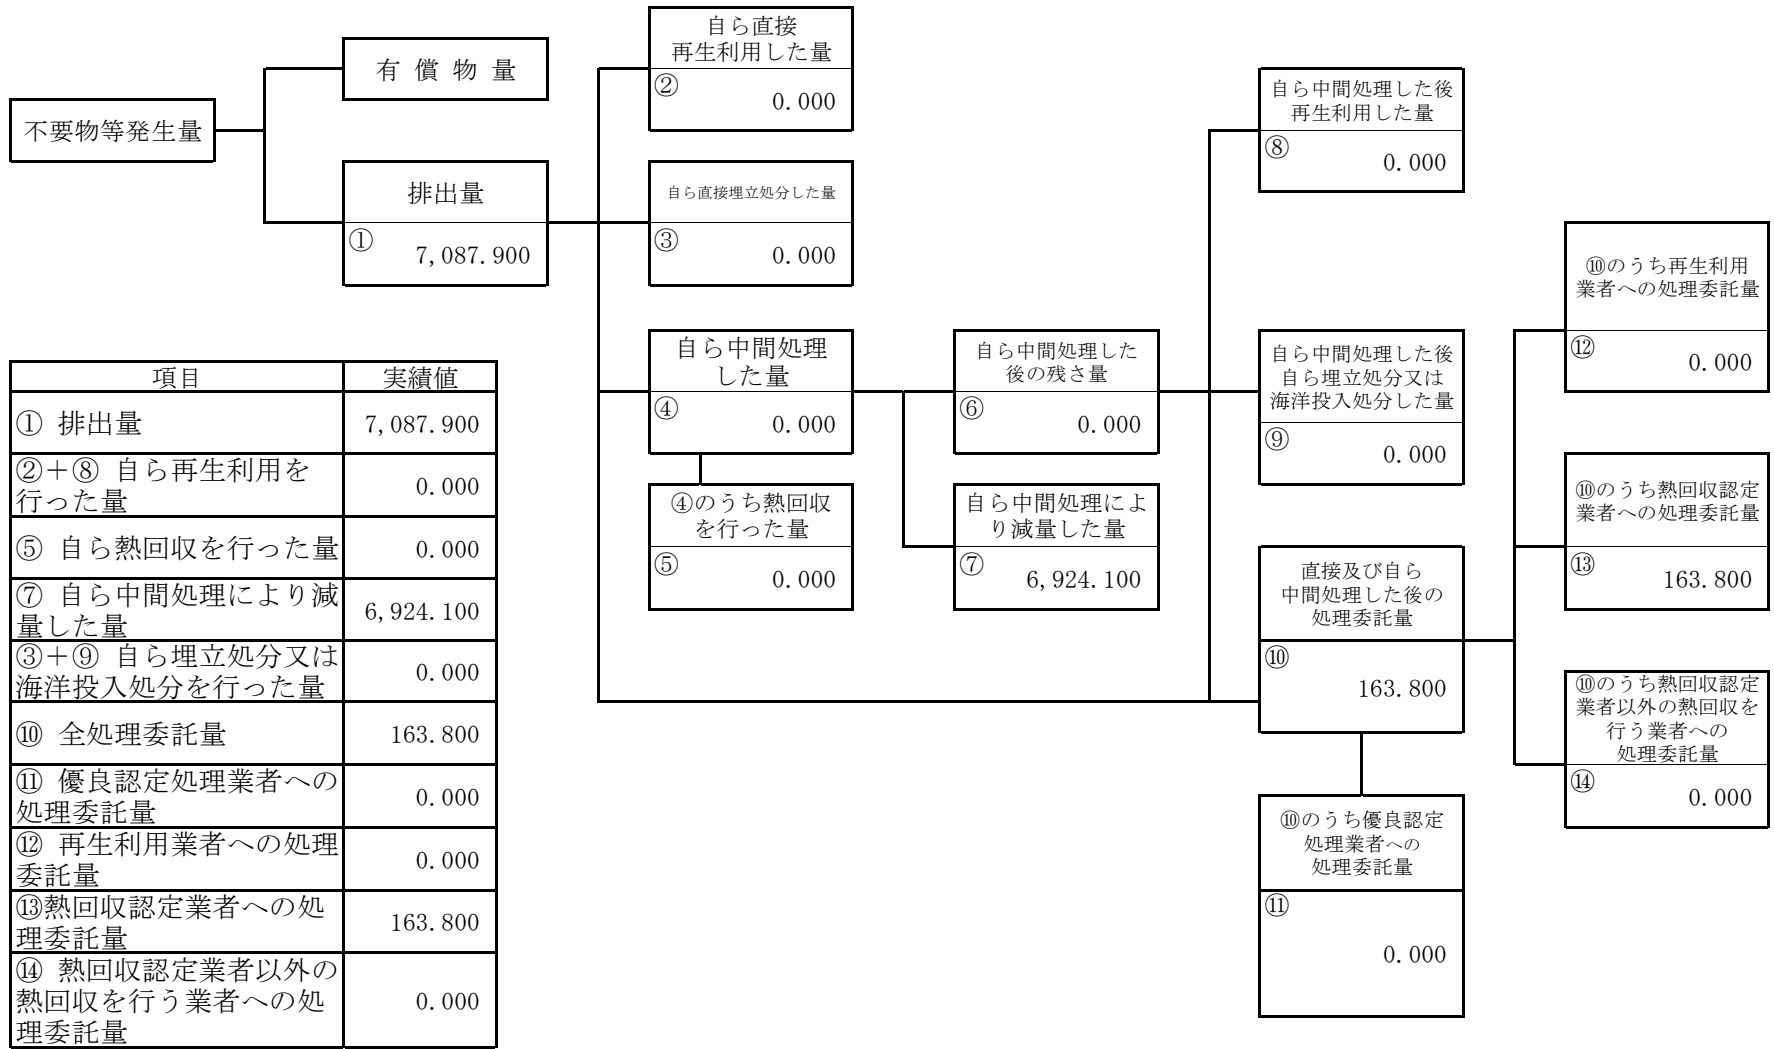 不要物等発生量
有 償 物 量
排出量
①
7,087.900
自ら直接
再生利用した量
②
0.000
自ら直接埋立処分した量
③
0.000
自ら中間処理
した量
④
0.000
④のうち熱回収
を行った量
⑤
0.000
自ら中間処理した
後の残さ量
⑥
0.000
自ら中間処理によ
り減量した量
⑦
6,924.100
自ら中間処理した後
再生利用した量
⑧
0.000
自ら中間処理した後
自ら埋立処分又は
海洋投入処分した量
⑨
0.000
直接及び自ら
中間処理した後の
処理委託量
⑩
163.800
⑩のうち優良認定
処理業者への
処理委託量
⑪
0.000
⑩のうち再生利用
業者への処理委託量
⑫
0.000
⑩のうち熱回収認定
業者への処理委託量
⑬
163.800
⑩のうち熱回収認定
業者以外の熱回収を
行う業者への
処理委託量
⑭
0.000
項目 実績値
① 排出量 7,087.900
②＋⑧ 自ら再生利用を
行った量 0.000
⑤ 自ら熱回収を行った量 0.000
⑦ 自ら中間処理により減
量した量 6,924.100
③＋⑨ 自ら埋立処分又は
海洋投入処分を行った量 0.000
⑩ 全処理委託量 163.800
⑪ 優良認定処理業者への
処理委託量 0.000
⑫ 再生利用業者への処理
委託量 0.000
⑬熱回収認定業者への処
理委託量 163.800
⑭ 熱回収認定業者以外の
熱回収を行う業者への処
理委託量 0.000